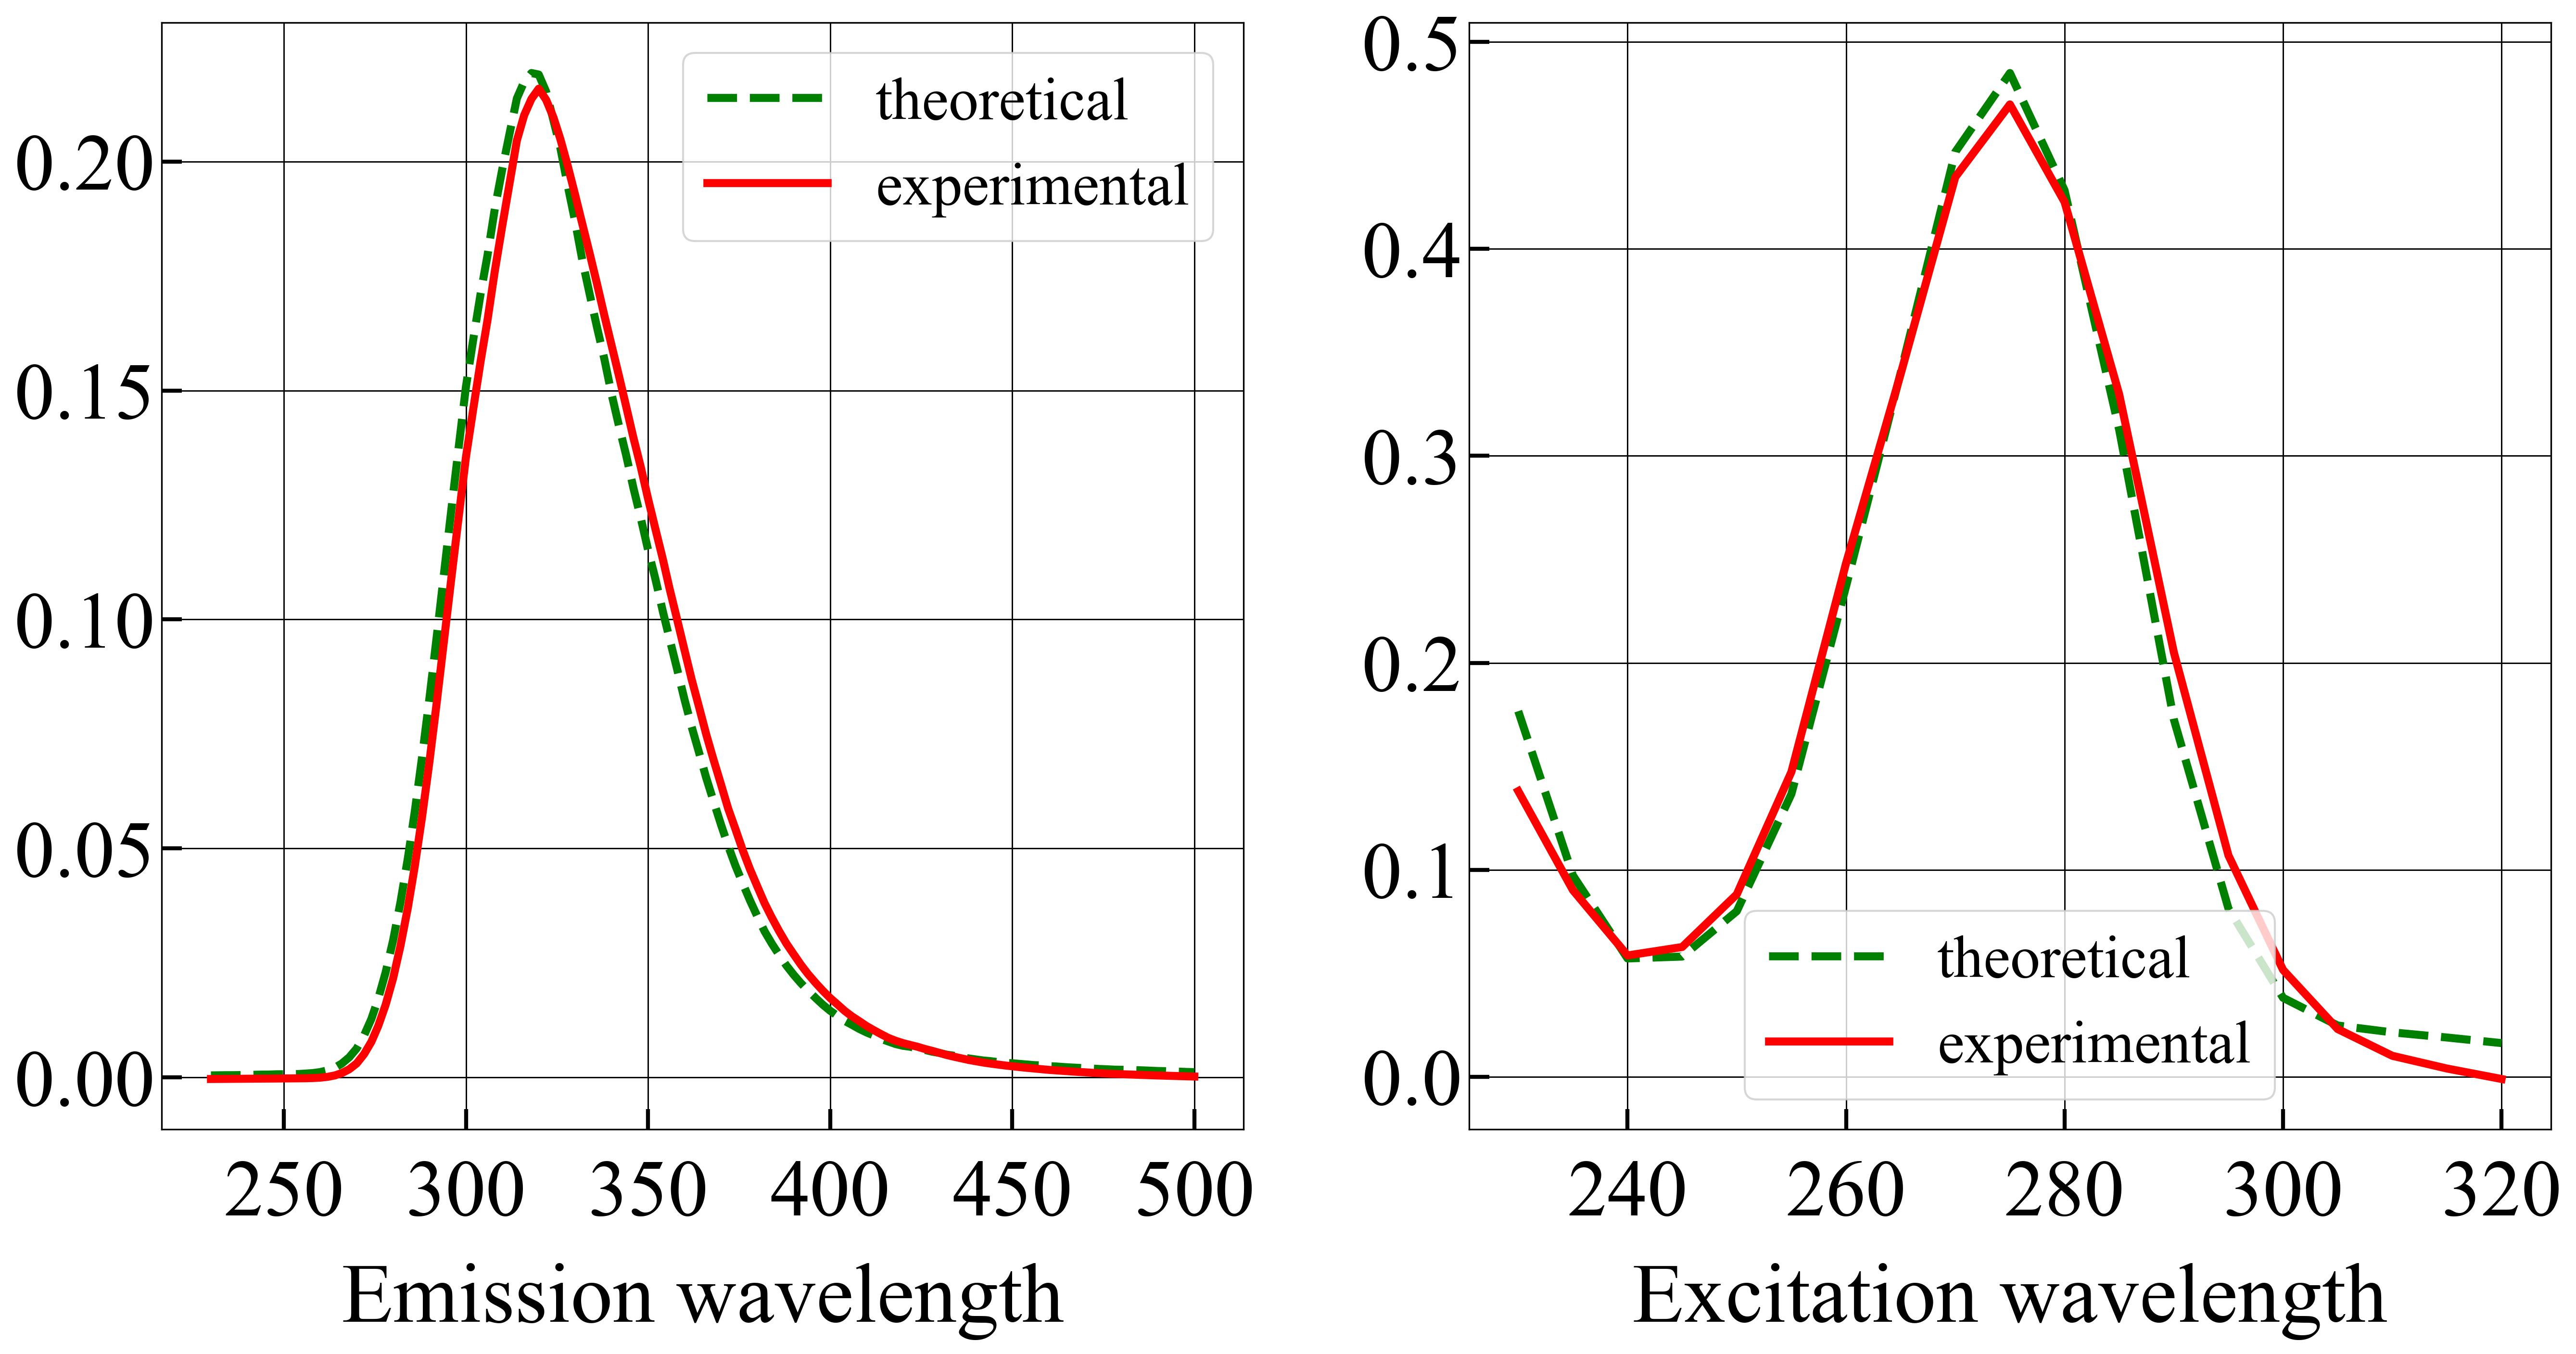 0.20
0.15
0.10
0.05
0.00
250 300 350 400 450 500
Emission wavelength
theoretical
experimental
0.5
0.4
0.3
0.2
0.1
0.0
240 260 280 300 320
Excitation wavelength
theoretical
experimental